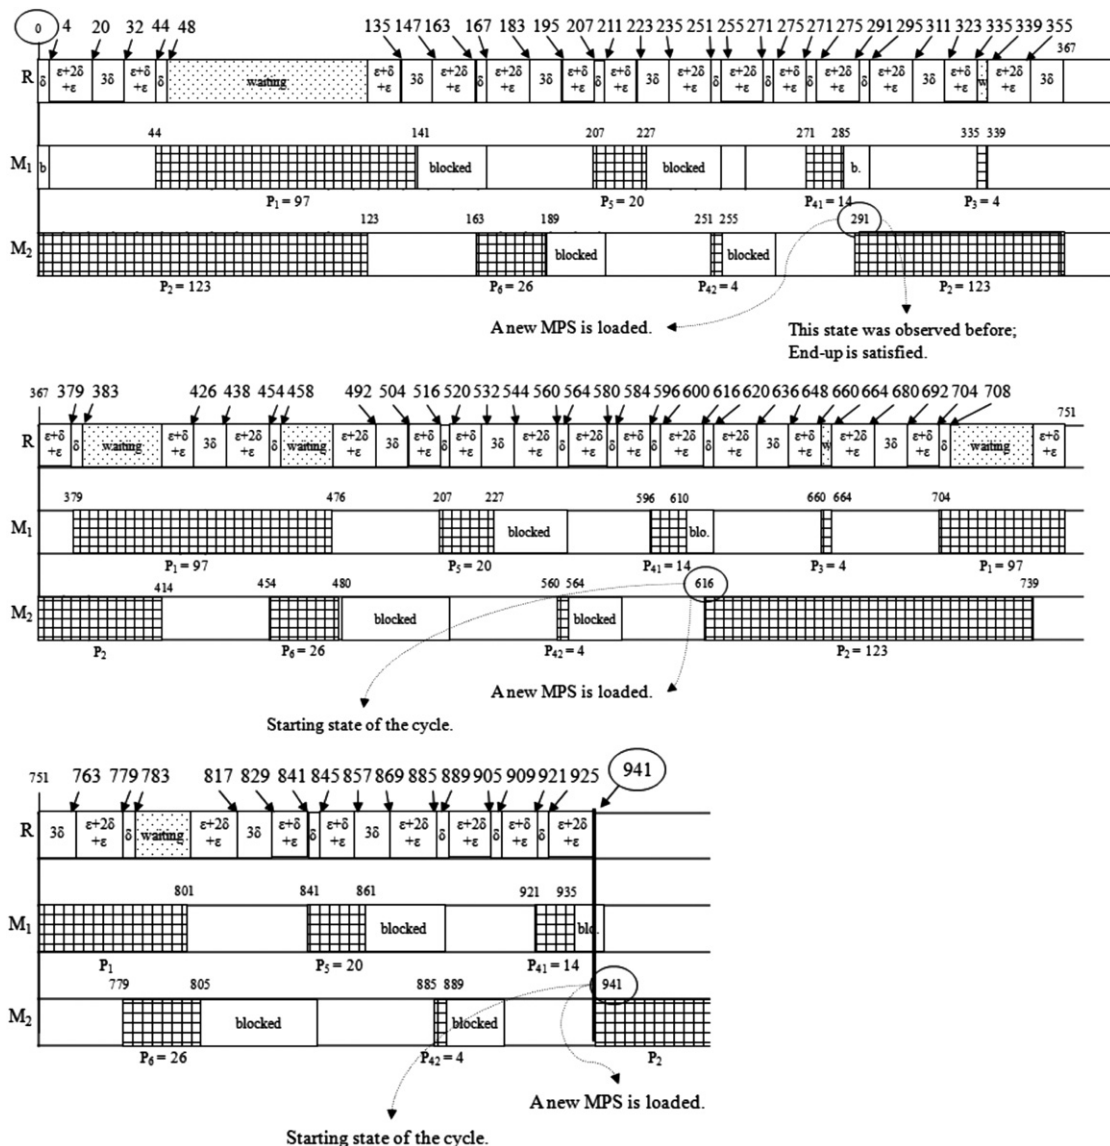 0 4 20 32 44 48 135 147 163 167 183 195 207 211 223 235 251 255 271 275 271 275 291 295 311 323 335 339 355
367
R δ ε+2δ +ε 3δ ε+δ +ε δ waiting ε+δ +ε 3δ ε+2δ +ε δ ε+2δ +ε 3δ ε+δ +ε δ ε+δ +ε 3δ ε+2δ +ε δ ε+2δ +ε δ ε+δ +ε δ ε+2δ +ε δ ε+2δ +ε 3δ ε+δ +ε w ε+2δ +ε 3δ
44 141 207 227 271 285 335 339
M₁ b blocked blocked b.
P₁ = 97 P₅ = 20 P₄₁ = 14 P₃ = 4
123 163 189 251 255 291
M₂ blocked blocked
P₂ = 123 P₆ = 26 P₄₂ = 4 P₂ = 123
A new MPS is loaded. This state was observed before;
End-up is satisfied.
367 379 383 426 438 454 458 492 504 516 520 532 544 560 564 580 584 596 600 616 620 636 648 660 664 680 692 704 708
751
R ε+δ +ε δ waiting ε+δ +ε 3δ ε+2δ +ε δ waiting ε+2δ +ε 3δ ε+δ +ε δ ε+δ +ε 3δ ε+2δ +ε δ ε+2δ +ε δ ε+δ +ε δ ε+2δ +ε δ ε+2δ +ε 3δ ε+δ +ε w ε+2δ +ε 3δ ε+δ +ε δ waiting ε+δ +ε
379 476 207 227 596 610 660 664 704
M₁ blocked blo.
P₁ = 97 P₅ = 20 P₄₁ = 14 P₃ = 4 P₁ = 97
414 454 480 560 564 616 739
M₂ blocked blocked
P₂ P₆ = 26 P₄₂ = 4 P₂ = 123
A new MPS is loaded.
Starting state of the cycle.
751 763 779 783 817 829 841 845 857 869 885 889 905 909 921 925 941
R 3δ ε+2δ +ε δ waiting ε+2δ +ε 3δ ε+δ +ε δ ε+δ +ε 3δ ε+2δ +ε δ ε+2δ +ε δ ε+δ +ε δ ε+2δ +ε
801 841 861 921 935
M₁ blocked blo.
P₁ P₅ = 20 P₄₁ = 14
779 805 885 889 941
M₂ blocked blocked
P₆ = 26 P₄₂ = 4 P₂
A new MPS is loaded.
Starting state of the cycle.